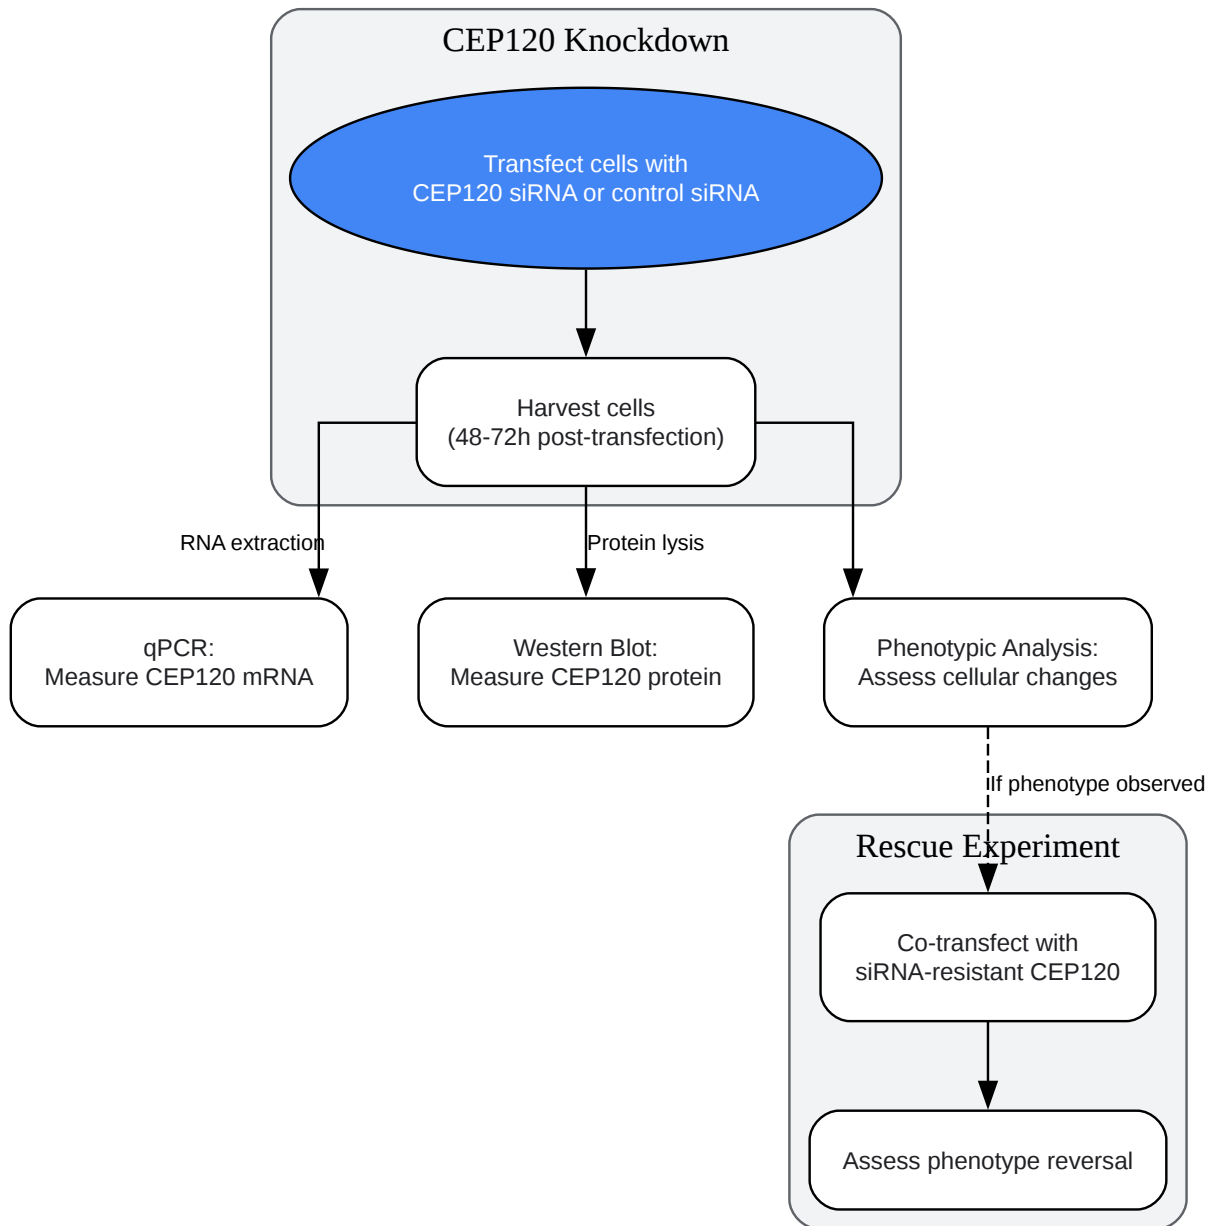 CEP120 Knockdown
Transfect cells with
CEP120 siRNA or control siRNA
Harvest cells
(48-72h post-transfection)
RNA extraction
Protein lysis
qPCR:
Measure CEP120 mRNA
Western Blot:
Measure CEP120 protein
Phenotypic Analysis:
Assess cellular changes
If phenotype observed
Rescue Experiment
Co-transfect with
siRNA-resistant CEP120
Assess phenotype reversal